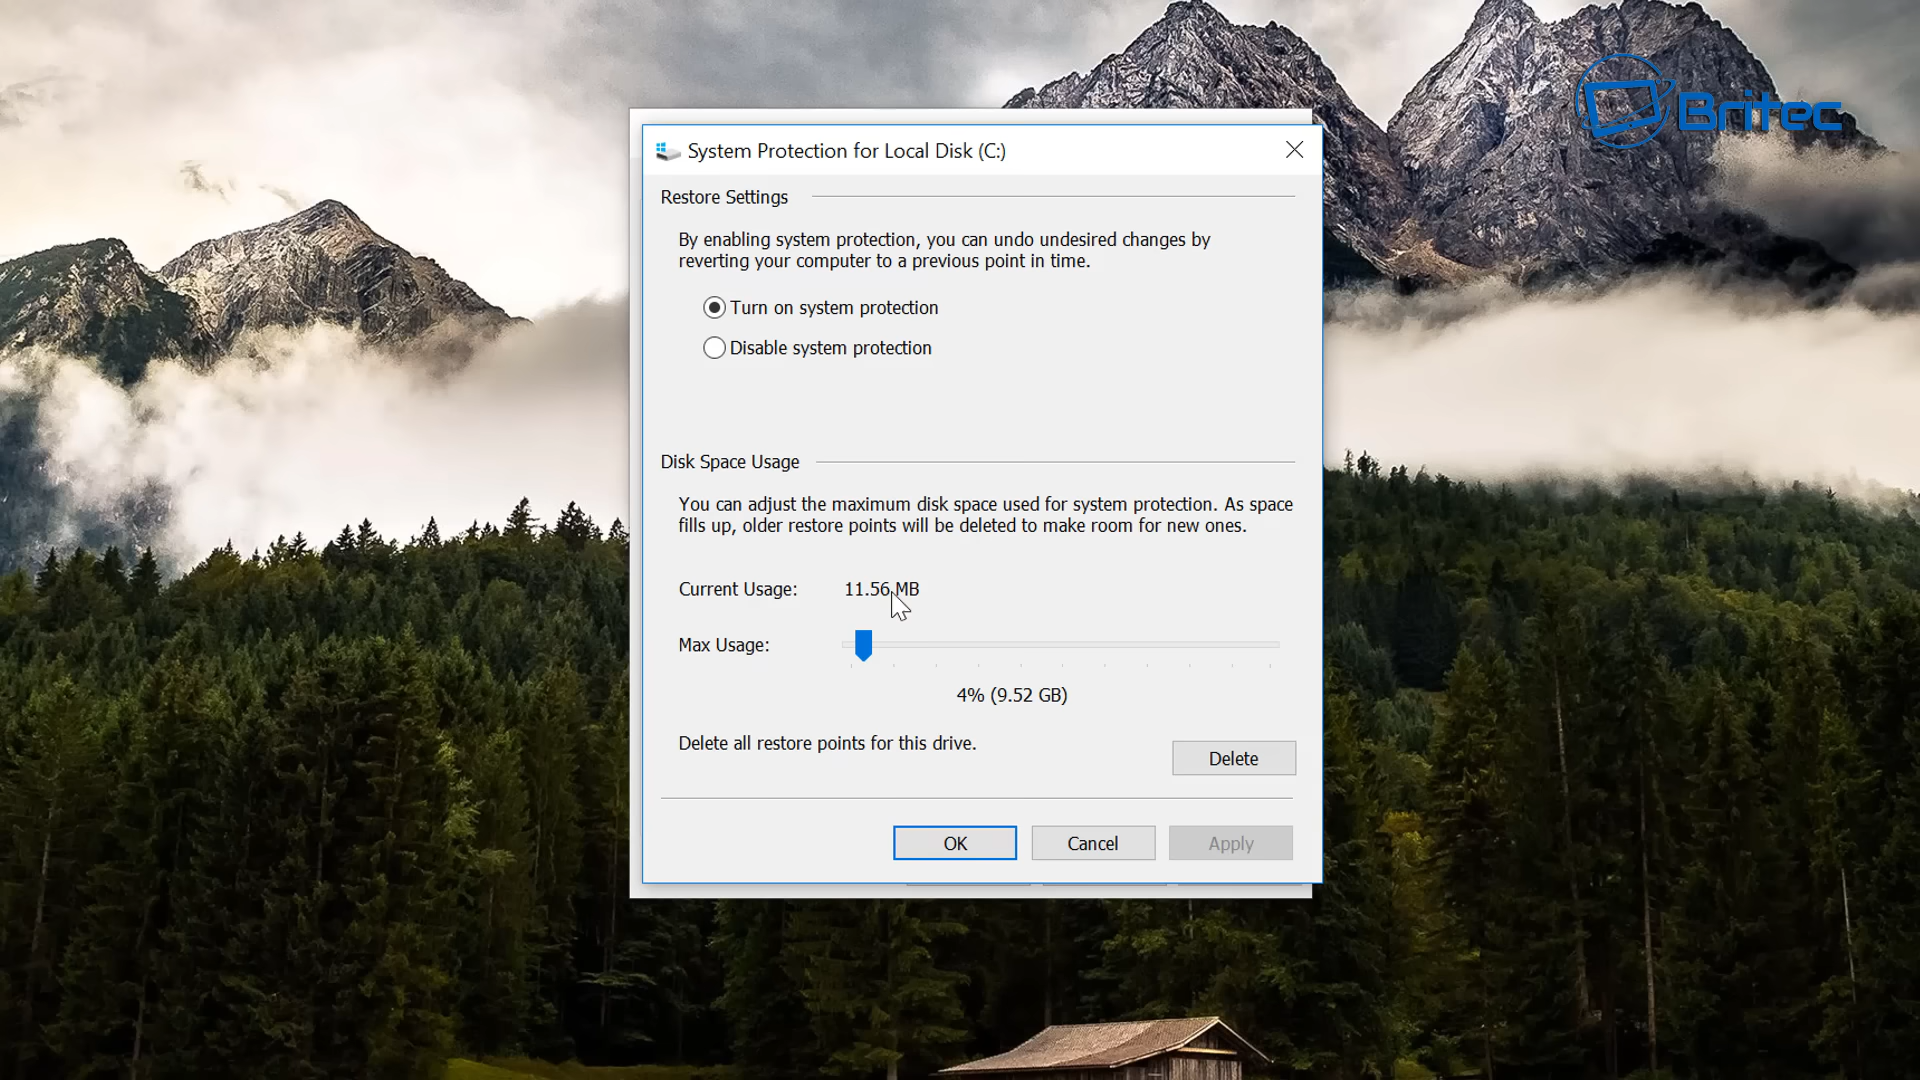 Britec
System Protection for Local Disk (C:)
Restore Settings
By enabling system protection, you can undo undesired changes by
reverting your computer to a previous point in time.
Turn on system protection
Disable system protection
Disk Space Usage
You can adjust the maximum disk space used for system protection. As space
fills up, older restore points will be deleted to make room for new ones.
Current Usage: 11.56 MB
Max Usage:
4% (9.52 GB)
Delete all restore points for this drive.
Delete
OK Cancel Apply